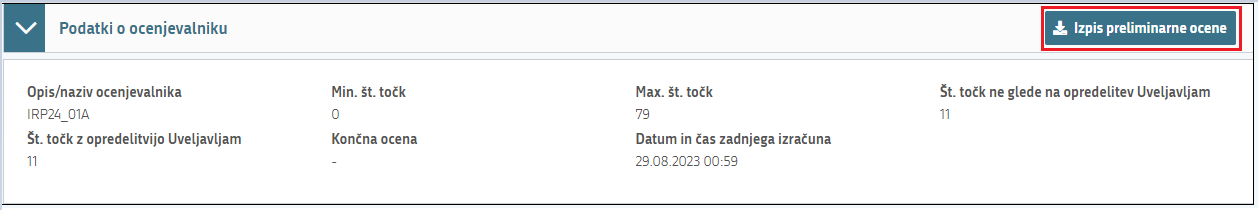 Podatki o ocenjevalniku
Izpis preliminarne ocene
Opis/naziv ocenjevalnika
IRP24_01A
Min. št. točk
0
Max. št. točk
79
Št. točk ne glede na opredelitev Uveljavljam
11
Št. točk z opredelitvijo Uveljavljam
11
Končna ocena
-
Datum in čas zadnjega izračuna
29.08.2023 00:59